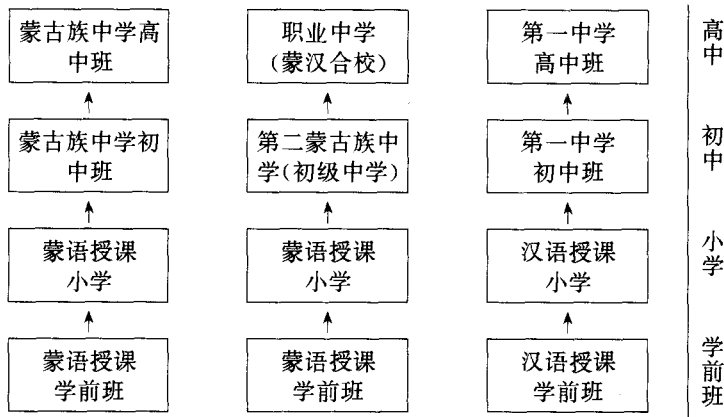 蒙古族中学高
中班
职业中学
(蒙汉合校)
第一中学
高中班
高中
蒙古族中学初
中班
第二蒙古族中
学(初级中学)
第一中学
初中班
初中
蒙语授课
小学
蒙语授课
小学
汉语授课
小学
小学
蒙语授课
学前班
蒙语授课
学前班
汉语授课
学前班
学前班